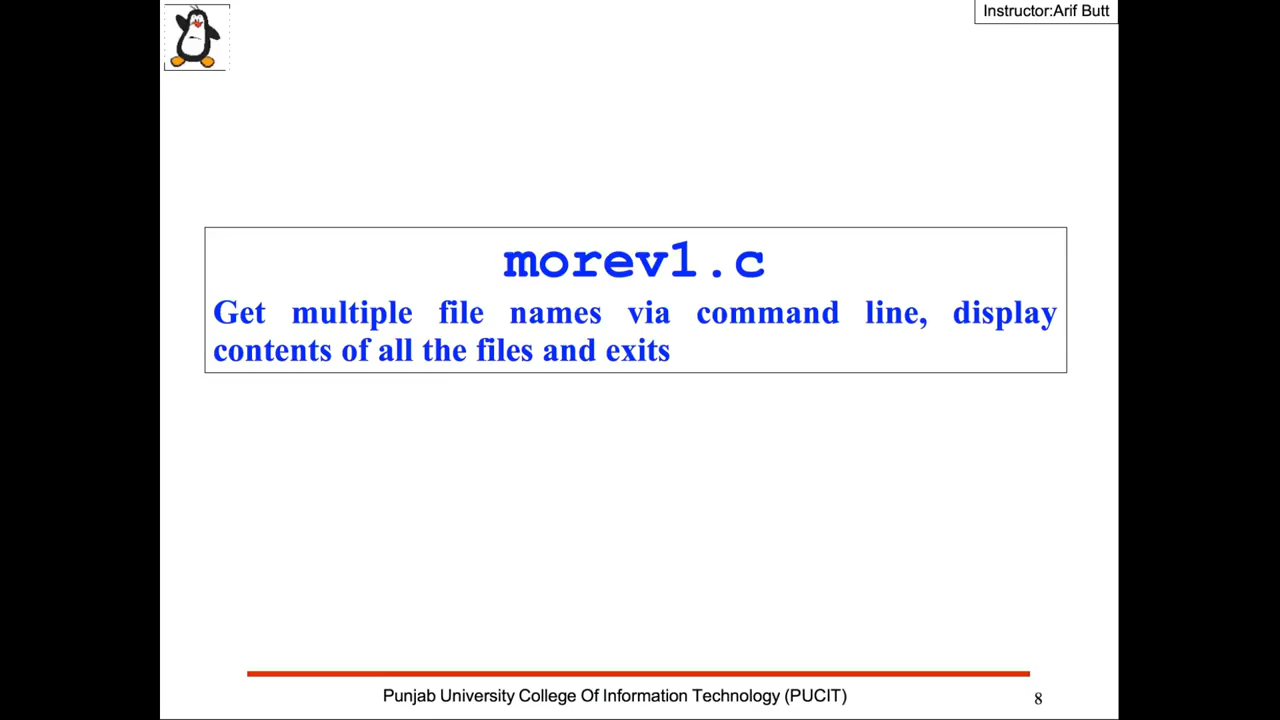 Instructor:Arif Butt
morev1.c
Get multiple file names via command line, display
contents of all the files and exits
Punjab University College Of Information Technology (PUCIT)
8